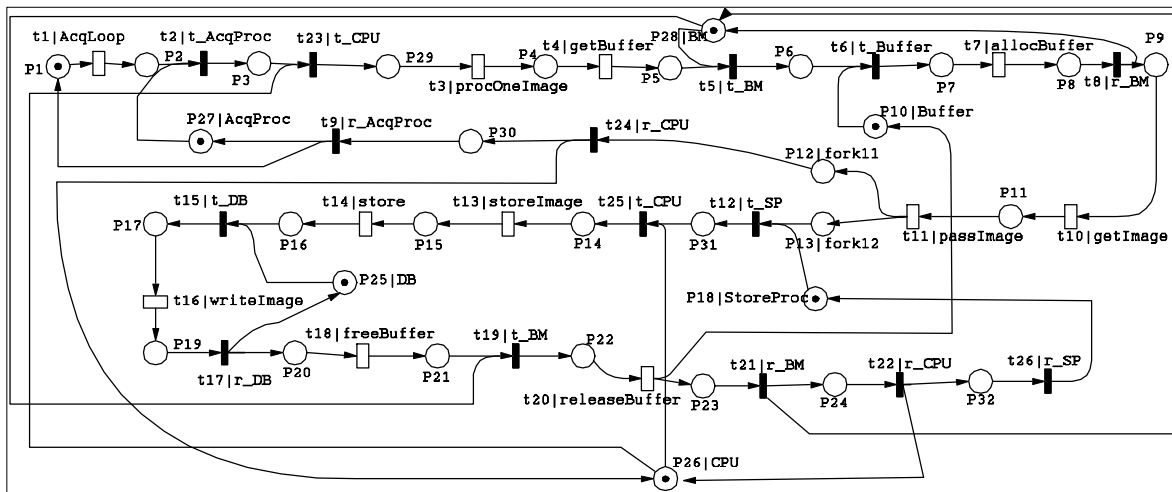 t1|AcqLoop
t2|t_AcqProc
t23|t_CPU
t4|getBuffer
P28|BM
P6
t6|t_Buffer
t7|allocBuffer
P9
P1
P2
P3
P29
t3|procOneImage
P4
P5
t5|t_BM
P7
P8
t8|r_BM
P27|AcqProc
t9|r_AcqProc
P30
t24|r_CPU
P10|Buffer
P12|fork11
P11
t15|t_DB
t14|store
t13|storeImage
t25|t_CPU
t12|t_SP
P17
P16
P15
P14
P31
P13|fork12
t11|passImage
t10|getImage
P25|DB
P18|StoreProc
t16|writeImage
P19
t18|freeBuffer
t19|t_BM
P22
t21|r_BM
t22|r_CPU
t26|r_SP
t17|r_DB
P20
P21
t20|releaseBuffer
P23
P24
P32
P26|CPU